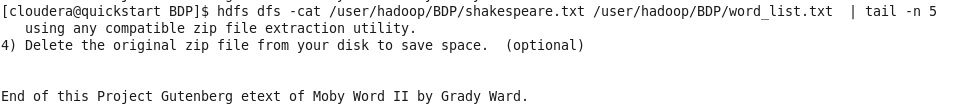 [cloudera@quickstart BDP]$ hdfs dfs -cat /user/hadoop/BDP/shakespeare.txt /user/hadoop/BDP/word_list.txt  | tail -n 5
   using any compatible zip file extraction utility.
4) Delete the original zip file from your disk to save space.  (optional)
End of this Project Gutenberg etext of Moby Word II by Grady Ward.